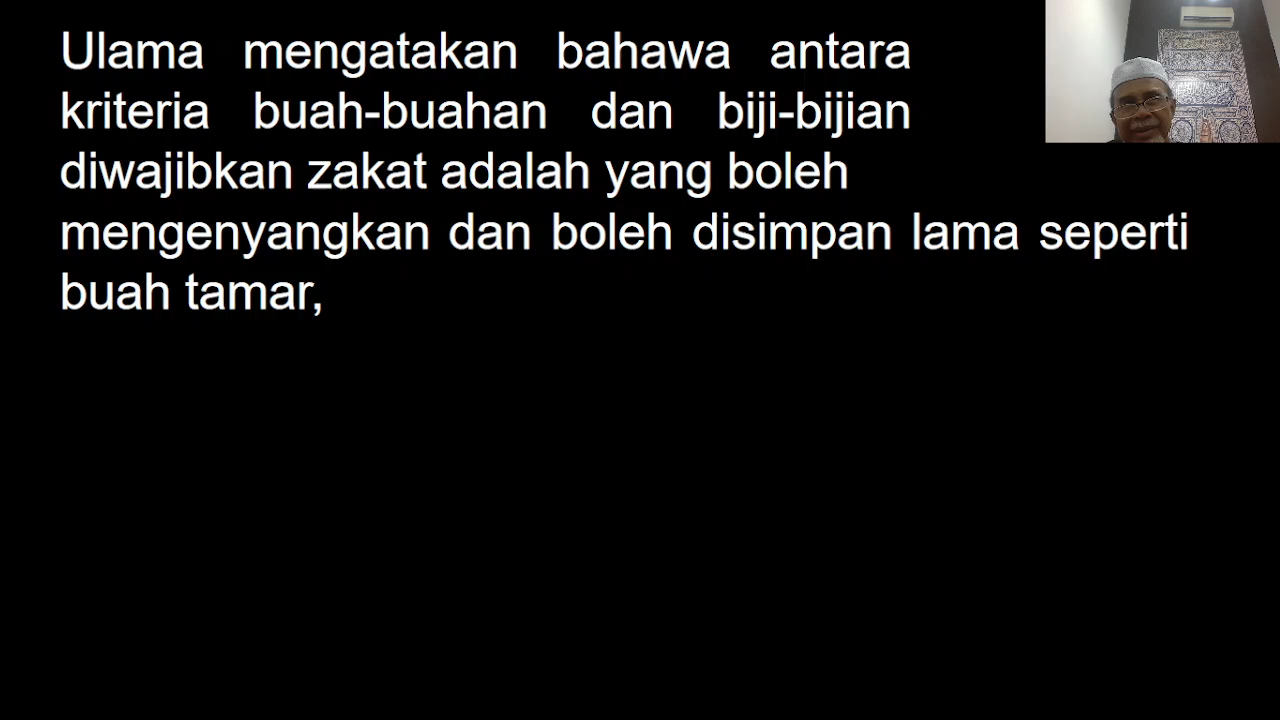 Ulama mengatakan bahawa antara
kriteria buah-buahan dan biji-bijian
diwajibkan zakat adalah yang boleh
mengenyangkan dan boleh disimpan lama seperti
buah tamar,